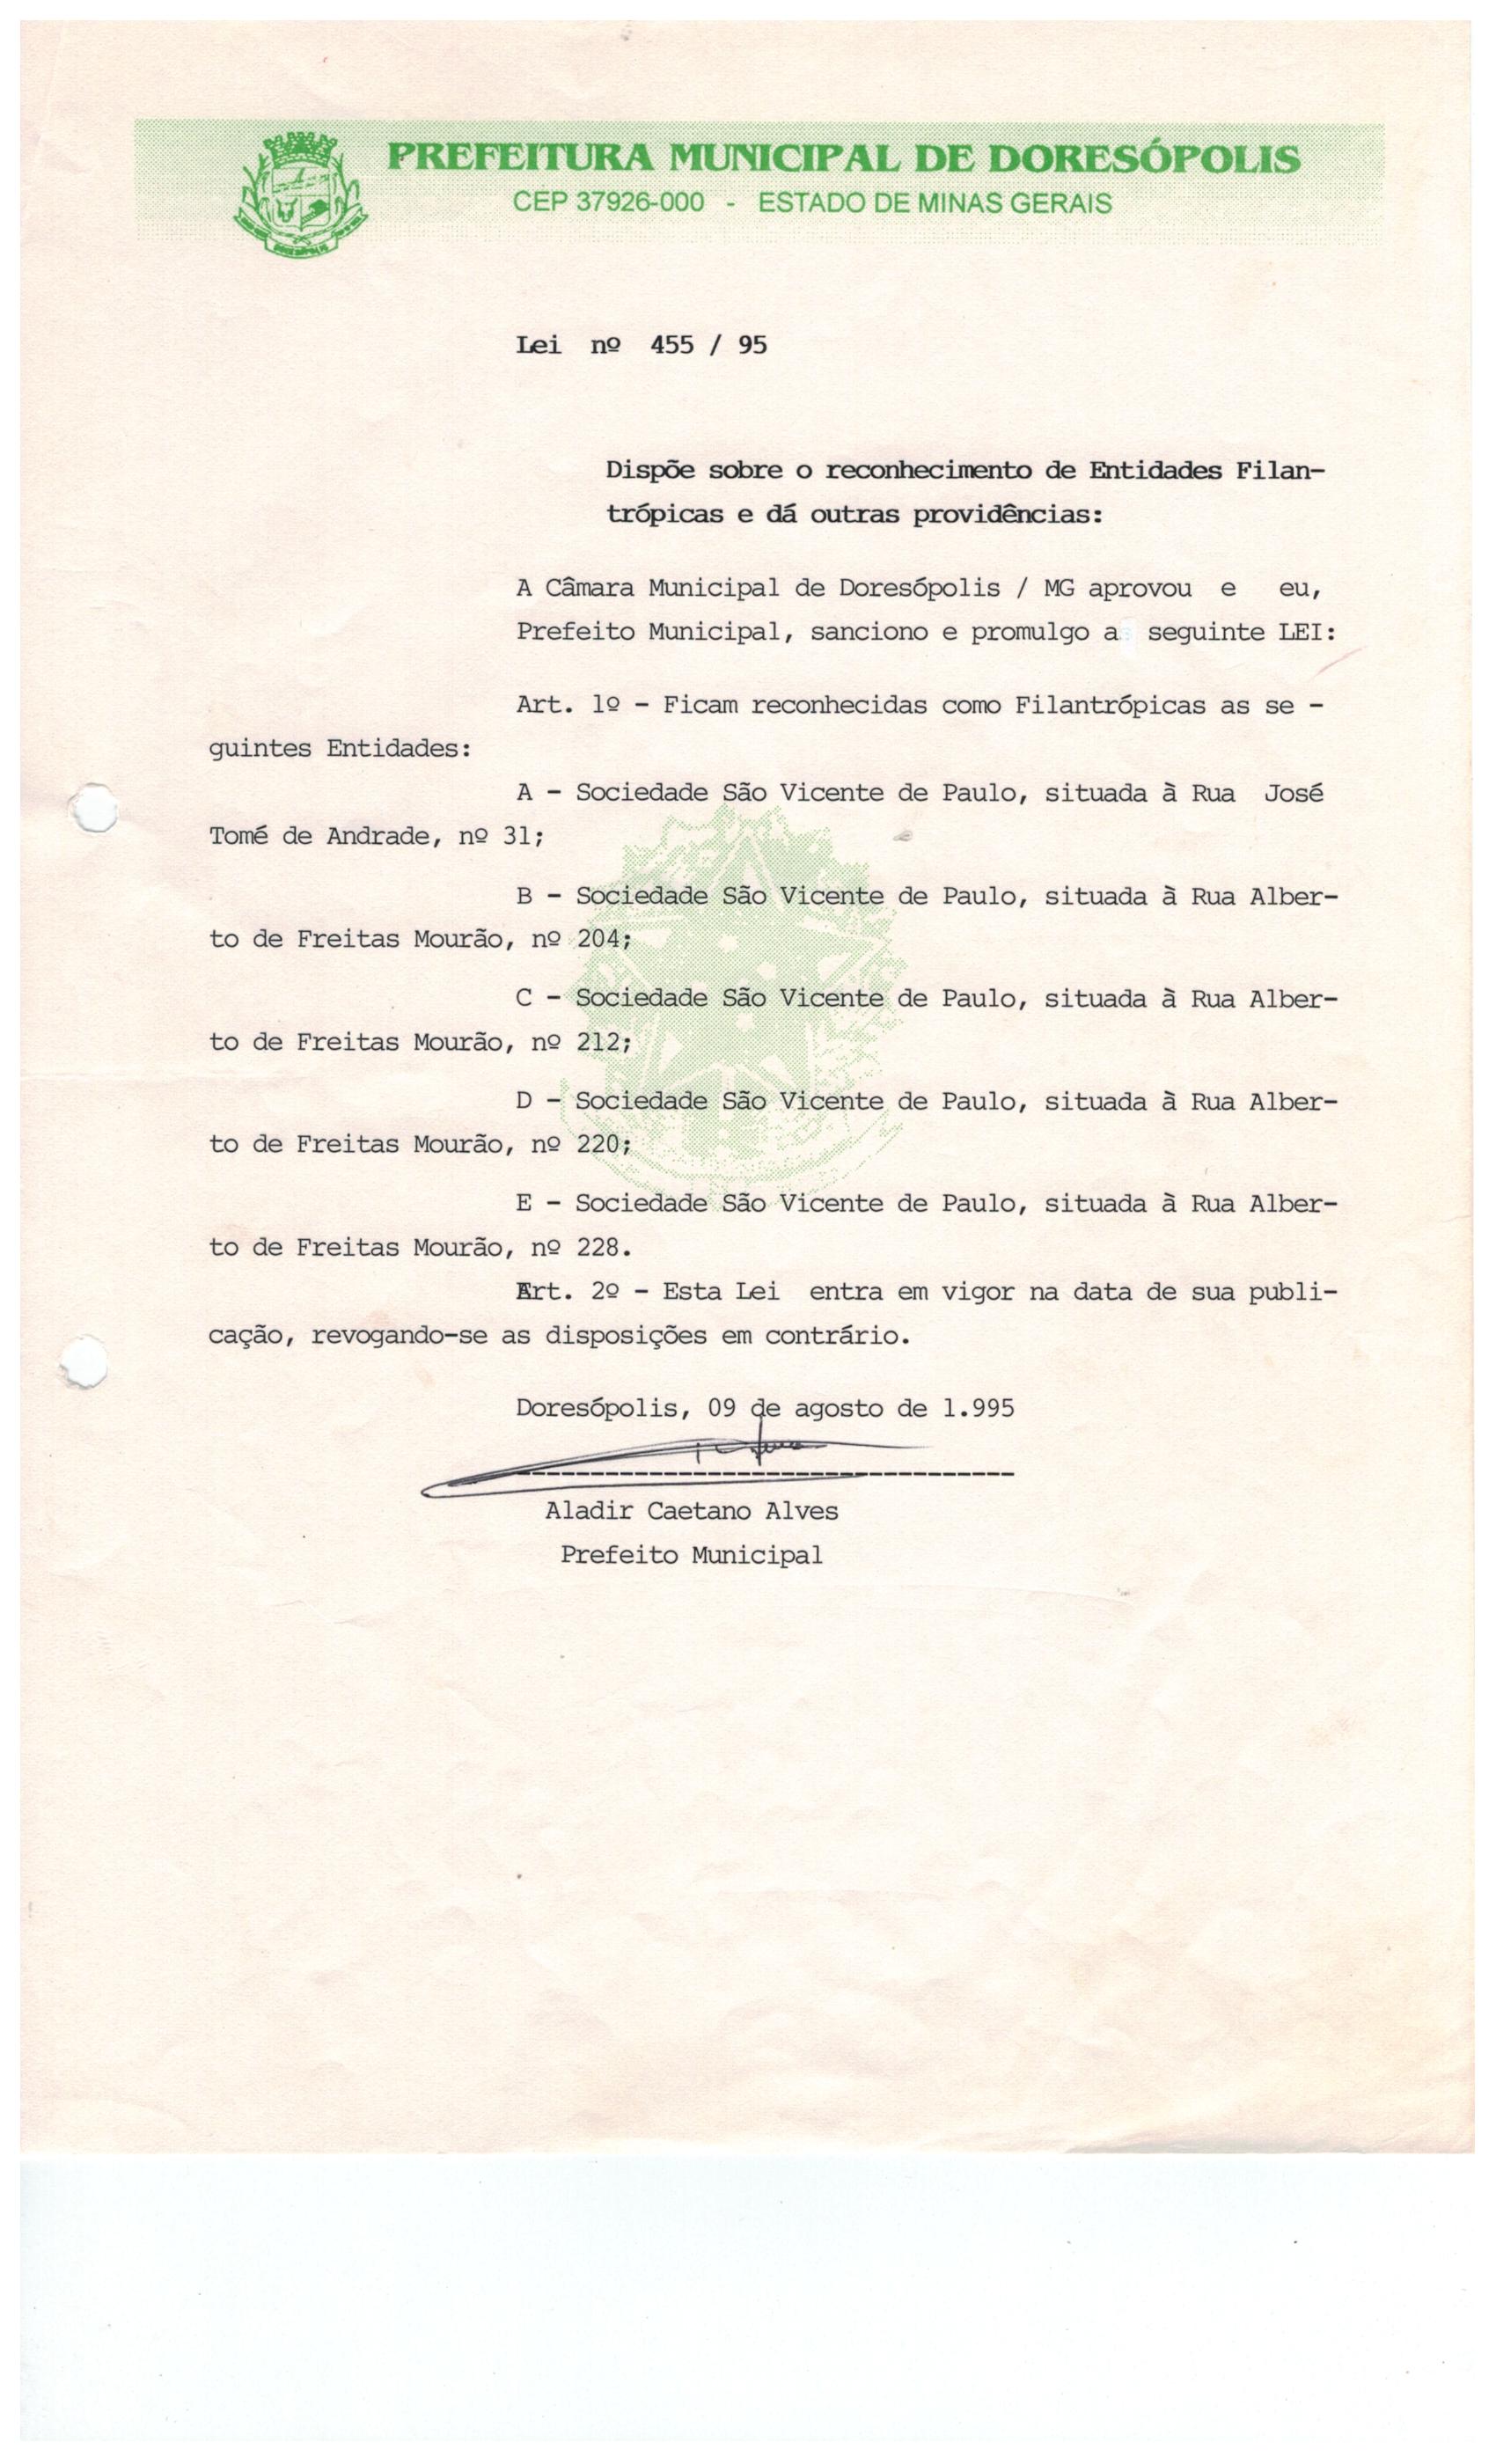 PREFEITURA MUNICIPAL DE DORESÓPOLIS
CEP 37926-000 - ESTADO DE MINAS GERAIS
Lei nº 455 / 95
Dispõe sobre o reconhecimento de Entidades Filan-
trópicas e dá outras providências:
A Câmara Municipal de Doresópolis / MG aprovou e eu,
Prefeito Municipal, sanciono e promulgo a seguinte LEI:
Art. 1º - Ficam reconhecidas como Filantrópicas as se -
guintes Entidades:
A - Sociedade São Vicente de Paulo, situada à Rua José
Tomé de Andrade, nº 31;
B - Sociedade São Vicente de Paulo, situada à Rua Alber-
to de Freitas Mourão, nº 204;
C - Sociedade São Vicente de Paulo, situada à Rua Alber-
to de Freitas Mourão, nº 212;
D - Sociedade São Vicente de Paulo, situada à Rua Alber-
to de Freitas Mourão, nº 220;
E - Sociedade São Vicente de Paulo, situada à Rua Alber-
to de Freitas Mourão, nº 228.
Art. 2º - Esta Lei entra em vigor na data de sua publi-
cação, revogando-se as disposições em contrário.
Doresópolis, 09 de agosto de 1.995
Aladir Caetano Alves
Prefeito Municipal